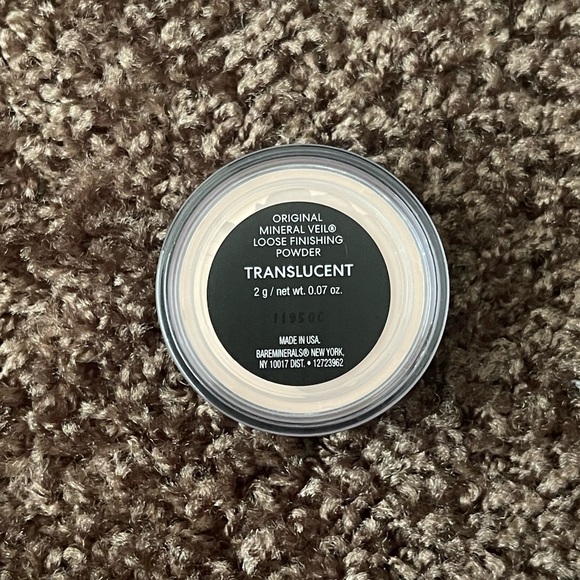 ORIGINAL
MINERAL VEIL®
LOOSE FINISHING
POWDER
TRANSLUCENT
2 g / net wt. 0.07 oz.
MADE IN USA.
BAREMINERALS® NEW YORK,
NY 10017 DIST. • 12723962